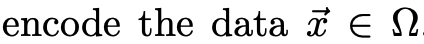 encode the data $\vec{x} \in \Omega$.